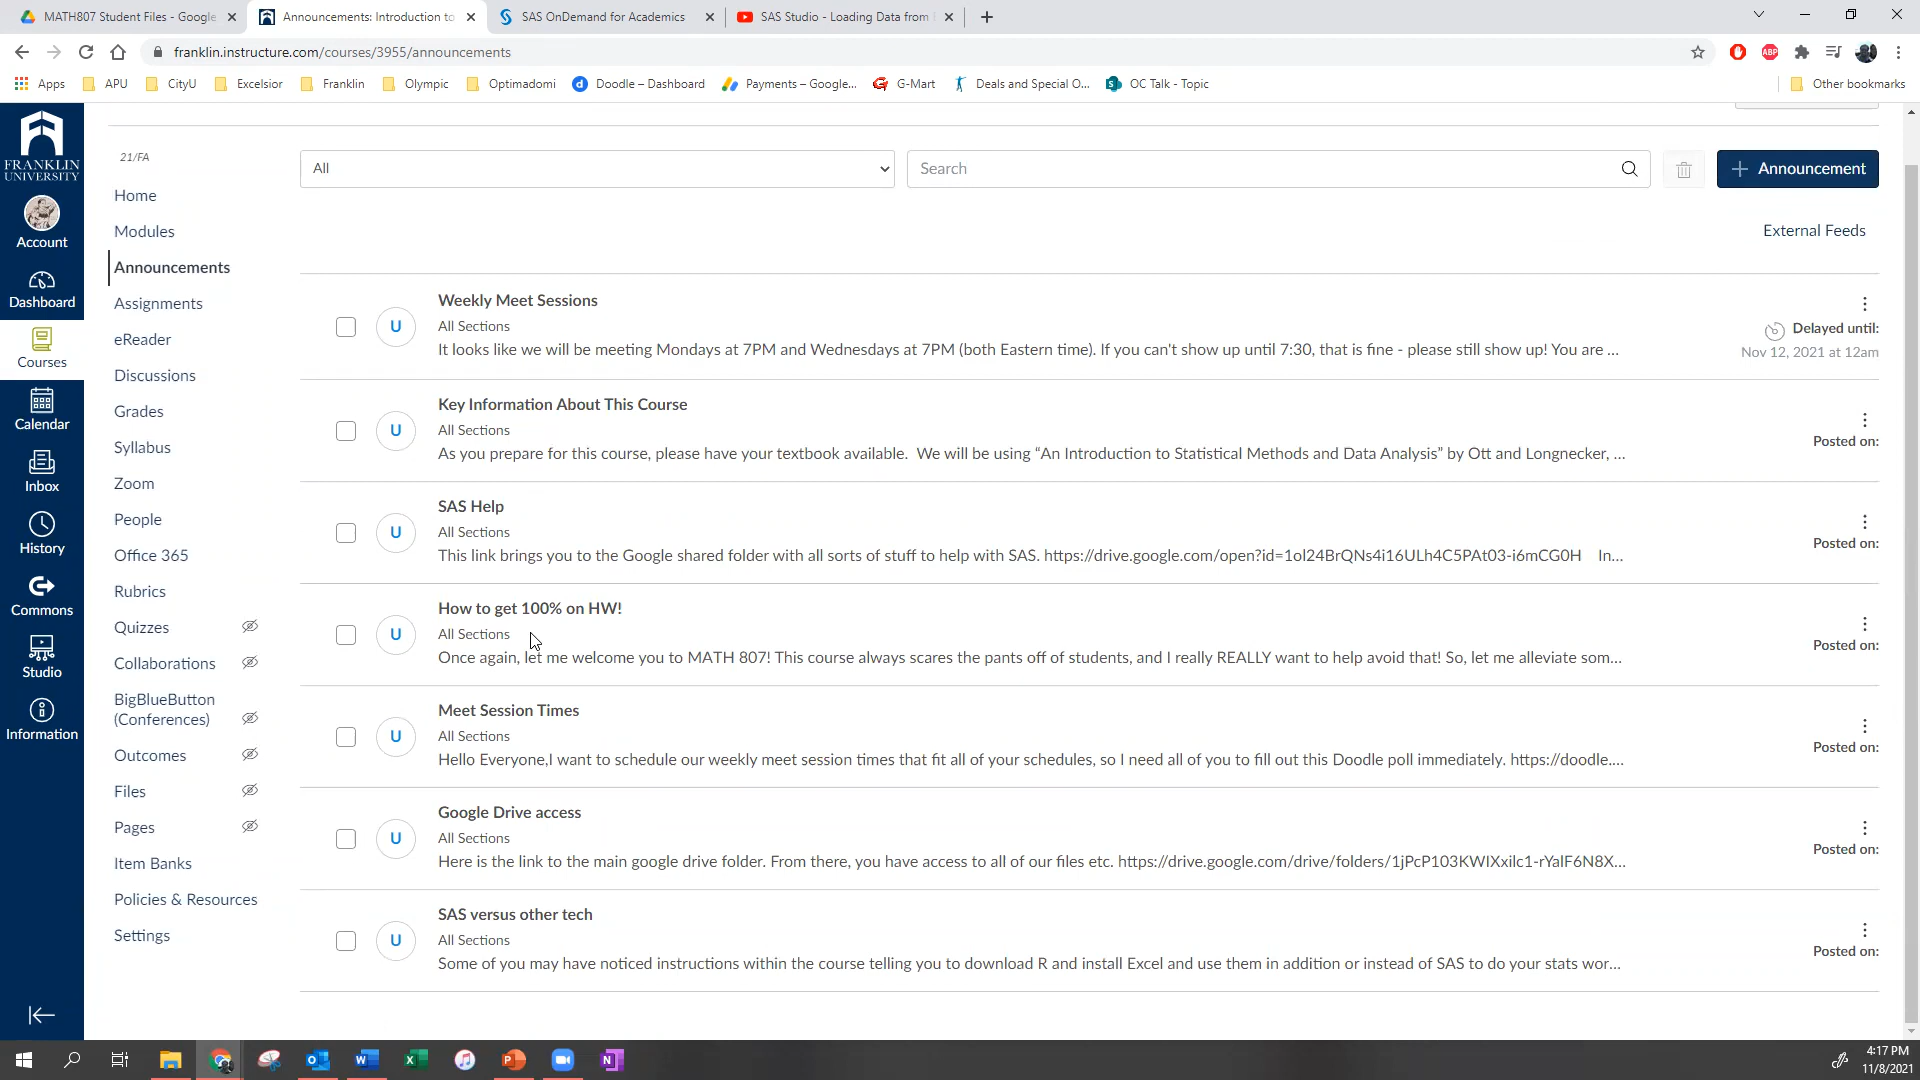 MATH807 Student Files - Google
Announcements: Introduction to
SAS OnDemand for Academics
SAS Studio - Loading Data from
franklin.instructure.com/courses/3955/announcements
ABP
Apps
APU
CityU
Excelsior
Franklin
Olympic
Optimadomi
Doodle – Dashboard
Payments – Google...
G-Mart
Deals and Special O...
OC Talk - Topic
Other bookmarks
FRANKLIN
UNIVERSITY
Account
Dashboard
Courses
Calendar
Inbox
History
Commons
Studio
Information
21/FA
Home
Modules
Announcements
Assignments
eReader
Discussions
Grades
Syllabus
Zoom
People
Office 365
Rubrics
Quizzes
Collaborations
BigBlueButton
(Conferences)
Outcomes
Files
Pages
Item Banks
Policies & Resources
Settings
All
Search
Announcement
External Feeds
U
Weekly Meet Sessions
All Sections
It looks like we will be meeting Mondays at 7PM and Wednesdays at 7PM (both Eastern time). If you can't show up until 7:30, that is fine - please still show up! You are ...
Delayed until:
Nov 12, 2021 at 12am
U
Key Information About This Course
All Sections
As you prepare for this course, please have your textbook available. We will be using “An Introduction to Statistical Methods and Data Analysis” by Ott and Longnecker, ...
Posted on:
U
SAS Help
All Sections
This link brings you to the Google shared folder with all sorts of stuff to help with SAS. https://drive.google.com/open?id=1ol24BrQNs4i16ULh4C5PAt03-i6mCG0H In...
Posted on:
U
How to get 100% on HW!
All Sections
Once again, let me welcome you to MATH 807! This course always scares the pants off of students, and I really REALLY want to help avoid that! So, let me alleviate som...
Posted on:
U
Meet Session Times
All Sections
Hello Everyone,I want to schedule our weekly meet session times that fit all of your schedules, so I need all of you to fill out this Doodle poll immediately. https://doodle....
Posted on:
U
Google Drive access
All Sections
Here is the link to the main google drive folder. From there, you have access to all of our files etc. https://drive.google.com/drive/folders/1jPcP103KWIXxilc1-rYalF6N8X...
Posted on:
U
SAS versus other tech
All Sections
Some of you may have noticed instructions within the course telling you to download R and install Excel and use them in addition or instead of SAS to do your stats wor...
Posted on:
4:17 PM
11/8/2021